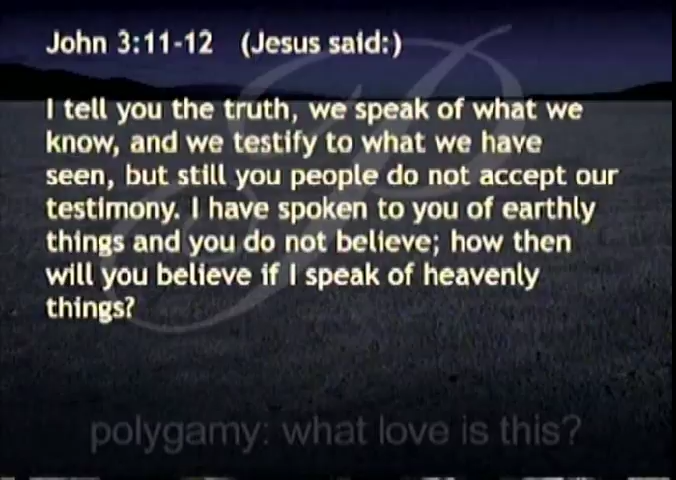 John 3:11-12 (Jesus said:)
I tell you the truth, we speak of what we
know, and we testify to what we have
seen, but still you people do not accept our
testimony. I have spoken to you of earthly
things and you do not believe; how then
will you believe if I speak of heavenly
things?
polygamy: what love is this?